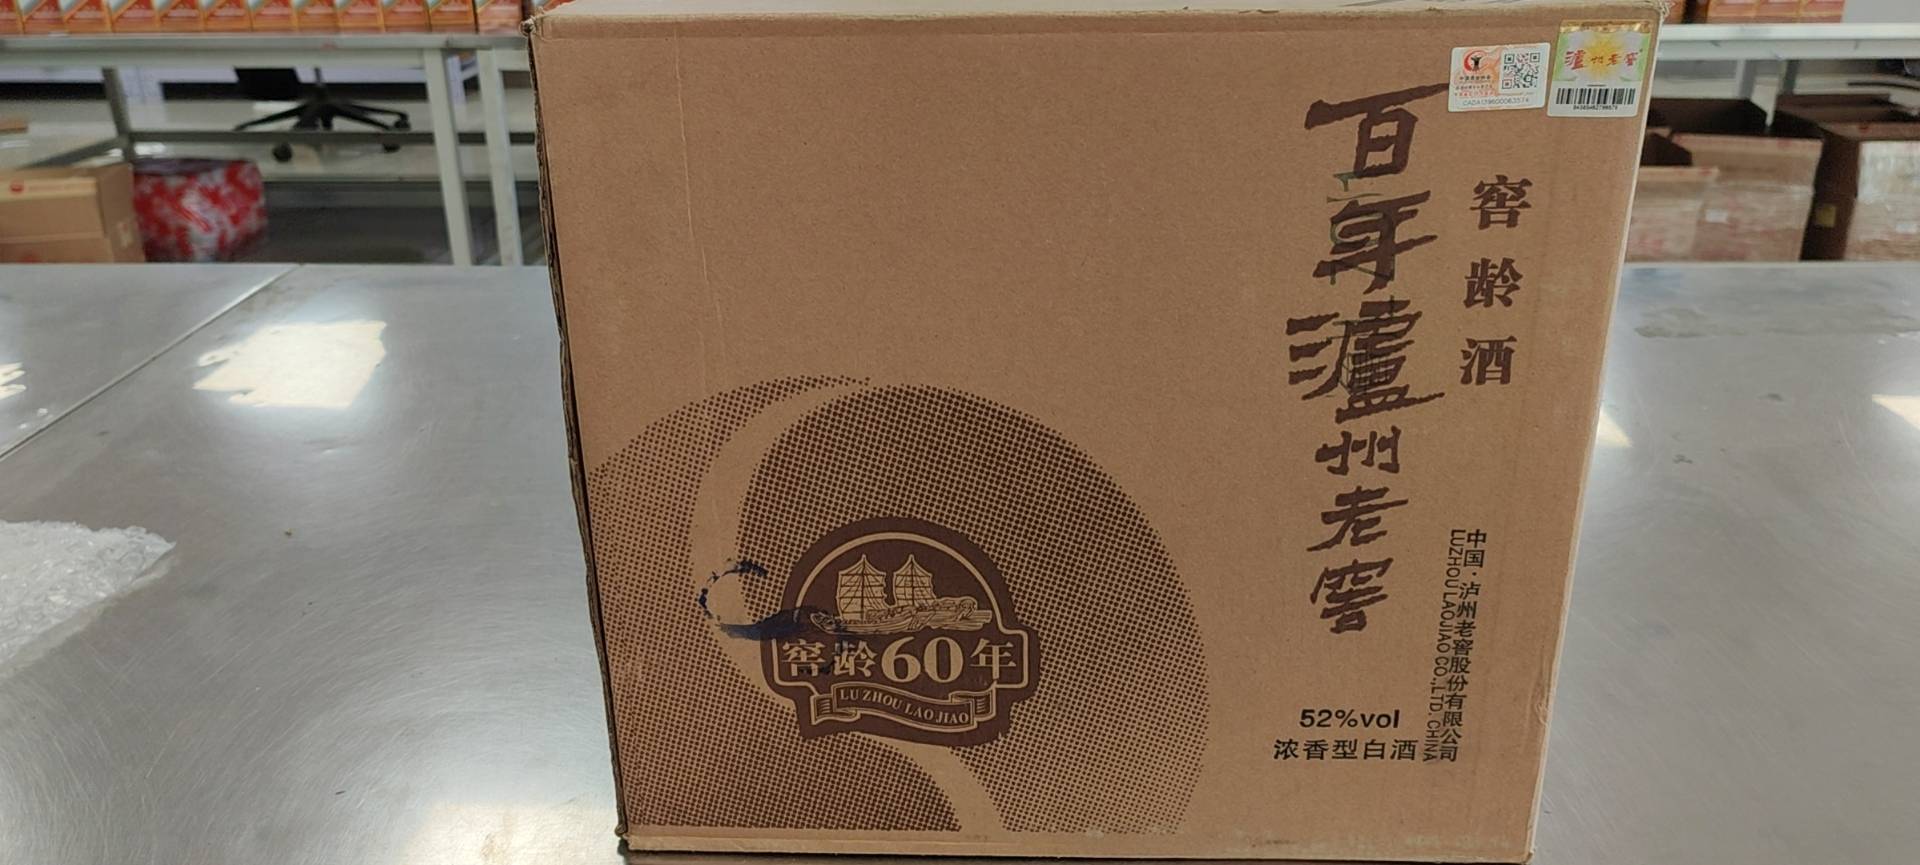 百年瀘州老窖
窖龄酒
中国·泸州老窖股份有限公司
LUZHOU LAOJIAO CO.,LTD. CHINA
窖龄60年
LU ZHOU LAO JIAO
52%vol
浓香型白酒
瀘州老窖